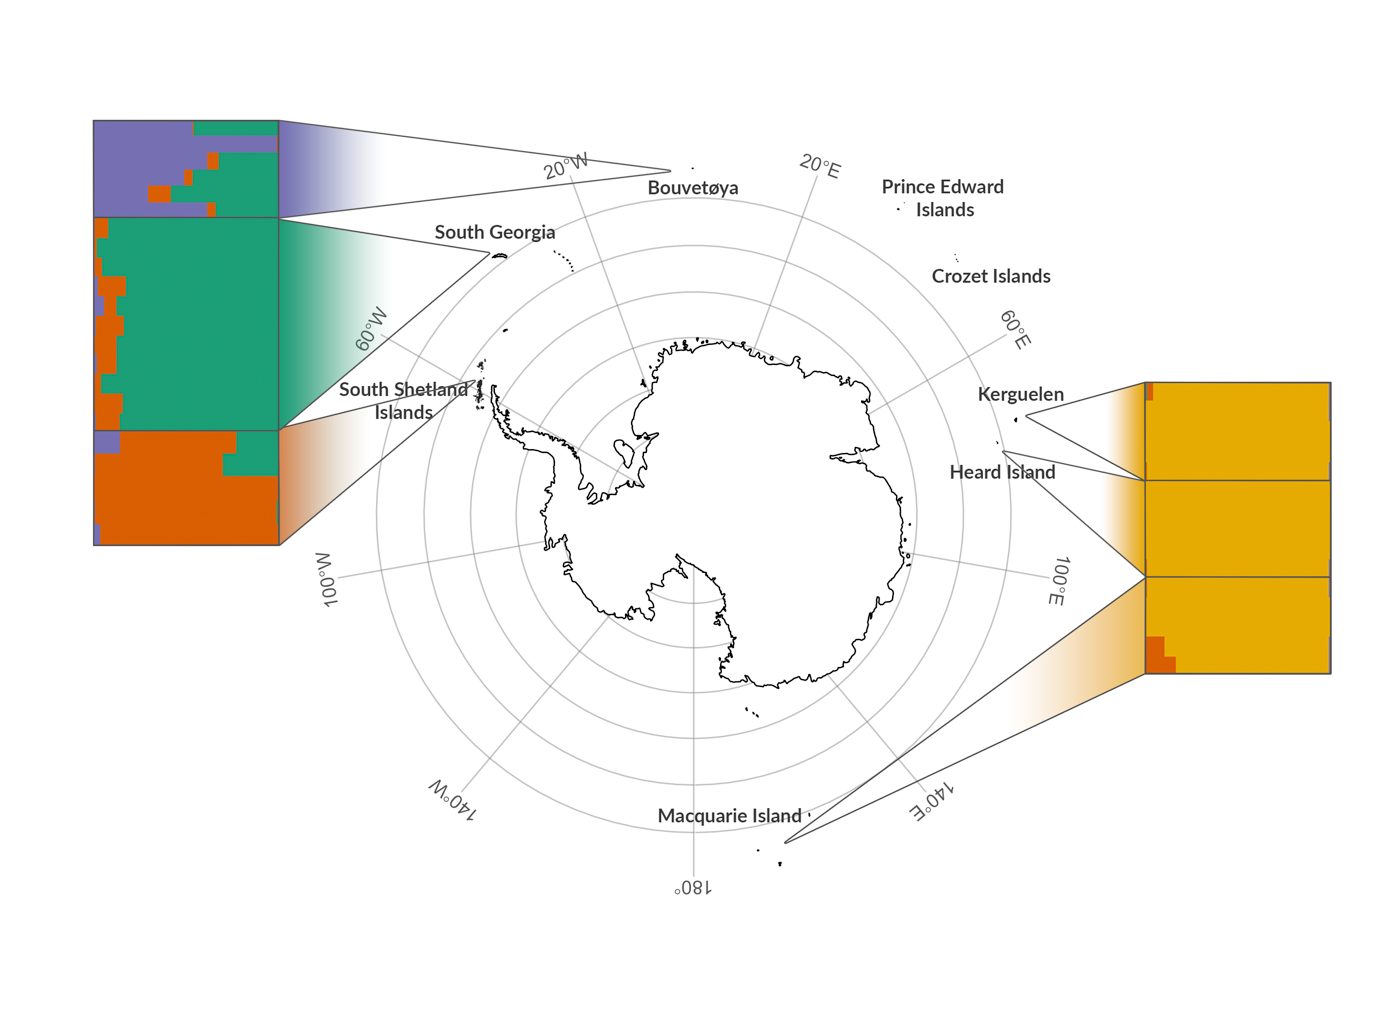 20°W
20°E
Bouvetøya
Prince Edward
Islands
South Georgia
Crozet Islands
60°W
60°E
South Shetland
Islands
Kerguelen
Heard Island
100°W
100°E
140°W
140°E
Macquarie Island
180°